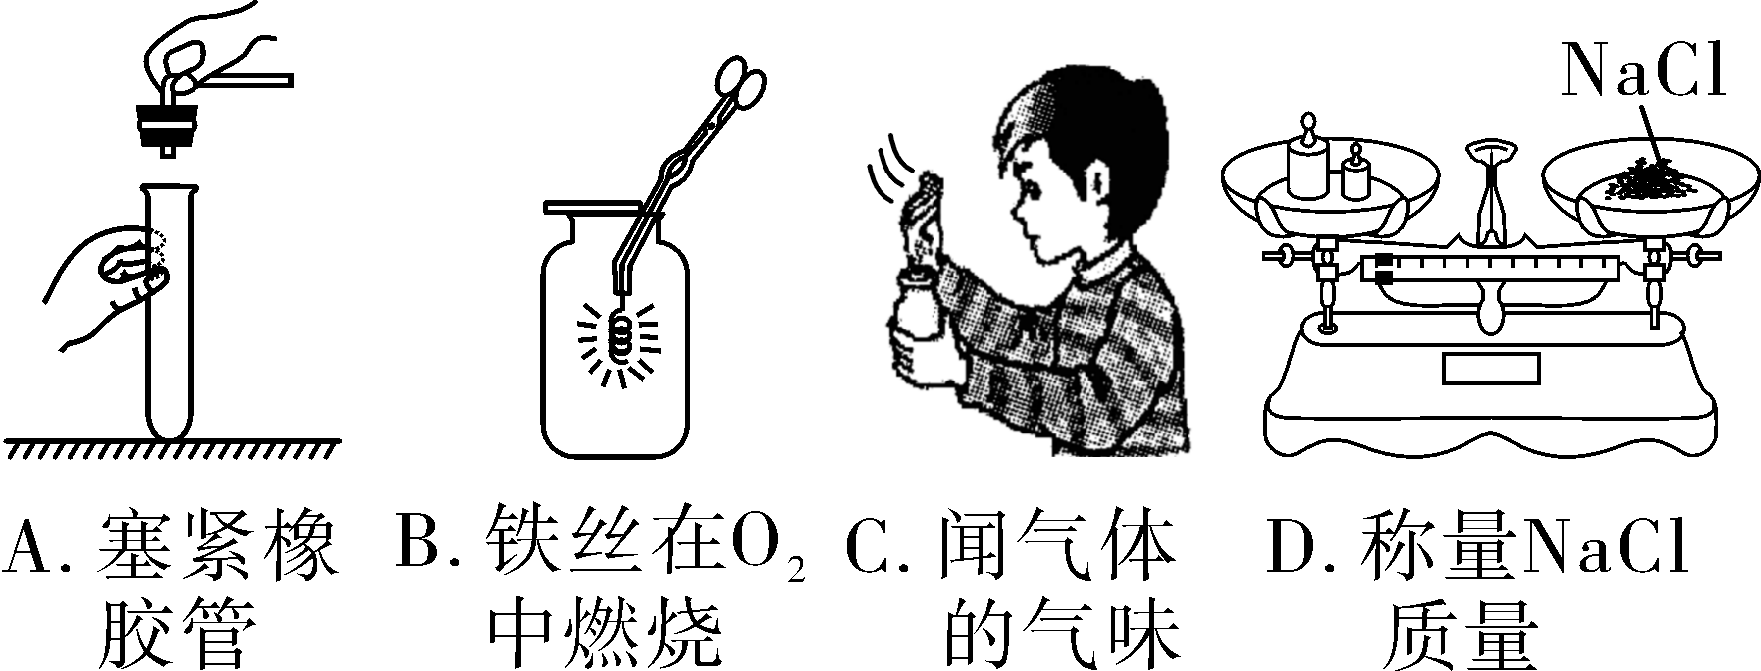 NaCl
A. 塞紧橡
胶管
B. 铁丝在O₂
中燃烧
C. 闻气体
的气味
D. 称量NaCl
质量